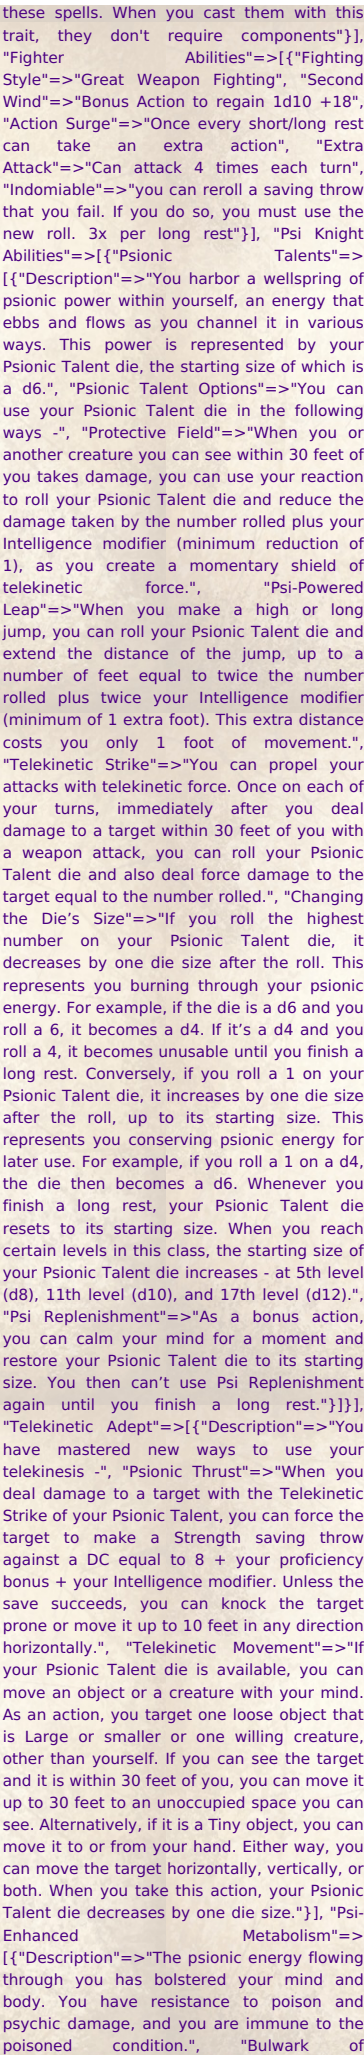 these spells. When you cast them with this
trait, they don't require components"}],
"Fighter Abilities"=>[{"Fighting
Style"=>"Great Weapon Fighting", "Second
Wind"=>"Bonus Action to regain 1d10 +18",
"Action Surge"=>"Once every short/long rest
can take an extra action", "Extra
Attack"=>"Can attack 4 times each turn",
"Indomiable"=>"you can reroll a saving throw
that you fail. If you do so, you must use the
new roll. 3x per long rest"}], "Psi Knight
Abilities"=>[{"Psionic Talents"=>
[{"Description"=>"You harbor a wellspring of
psionic power within yourself, an energy that
ebbs and flows as you channel it in various
ways. This power is represented by your
Psionic Talent die, the starting size of which is
a d6.", "Psionic Talent Options"=>"You can
use your Psionic Talent die in the following
ways -", "Protective Field"=>"When you or
another creature you can see within 30 feet of
you takes damage, you can use your reaction
to roll your Psionic Talent die and reduce the
damage taken by the number rolled plus your
Intelligence modifier (minimum reduction of
1), as you create a momentary shield of
telekinetic force.", "Psi-Powered
Leap"=>"When you make a high or long
jump, you can roll your Psionic Talent die and
extend the distance of the jump, up to a
number of feet equal to twice the number
rolled plus twice your Intelligence modifier
(minimum of 1 extra foot). This extra distance
costs you only 1 foot of movement.",
"Telekinetic Strike"=>"You can propel your
attacks with telekinetic force. Once on each of
your turns, immediately after you deal
damage to a target within 30 feet of you with
a weapon attack, you can roll your Psionic
Talent die and also deal force damage to the
target equal to the number rolled.", "Changing
the Die’s Size"=>"If you roll the highest
number on your Psionic Talent die, it
decreases by one die size after the roll. This
represents you burning through your psionic
energy. For example, if the die is a d6 and you
roll a 6, it becomes a d4. If it’s a d4 and you
roll a 4, it becomes unusable until you finish a
long rest. Conversely, if you roll a 1 on your
Psionic Talent die, it increases by one die size
after the roll, up to its starting size. This
represents you conserving psionic energy for
later use. For example, if you roll a 1 on a d4,
the die then becomes a d6. Whenever you
finish a long rest, your Psionic Talent die
resets to its starting size. When you reach
certain levels in this class, the starting size of
your Psionic Talent die increases - at 5th level
(d8), 11th level (d10), and 17th level (d12).",
"Psi Replenishment"=>"As a bonus action,
you can calm your mind for a moment and
restore your Psionic Talent die to its starting
size. You then can’t use Psi Replenishment
again until you finish a long rest."}]}],
"Telekinetic Adept"=>[{"Description"=>"You
have mastered new ways to use your
telekinesis -", "Psionic Thrust"=>"When you
deal damage to a target with the Telekinetic
Strike of your Psionic Talent, you can force the
target to make a Strength saving throw
against a DC equal to 8 + your proficiency
bonus + your Intelligence modifier. Unless the
save succeeds, you can knock the target
prone or move it up to 10 feet in any direction
horizontally.", "Telekinetic Movement"=>"If
your Psionic Talent die is available, you can
move an object or a creature with your mind.
As an action, you target one loose object that
is Large or smaller or one willing creature,
other than yourself. If you can see the target
and it is within 30 feet of you, you can move it
up to 30 feet to an unoccupied space you can
see. Alternatively, if it is a Tiny object, you can
move it to or from your hand. Either way, you
can move the target horizontally, vertically, or
both. When you take this action, your Psionic
Talent die decreases by one die size."}], "Psi-
Enhanced Metabolism"=>
[{"Description"=>"The psionic energy flowing
through you has bolstered your mind and
body. You have resistance to poison and
psychic damage, and you are immune to the
poisoned condition.", "Bulwark of